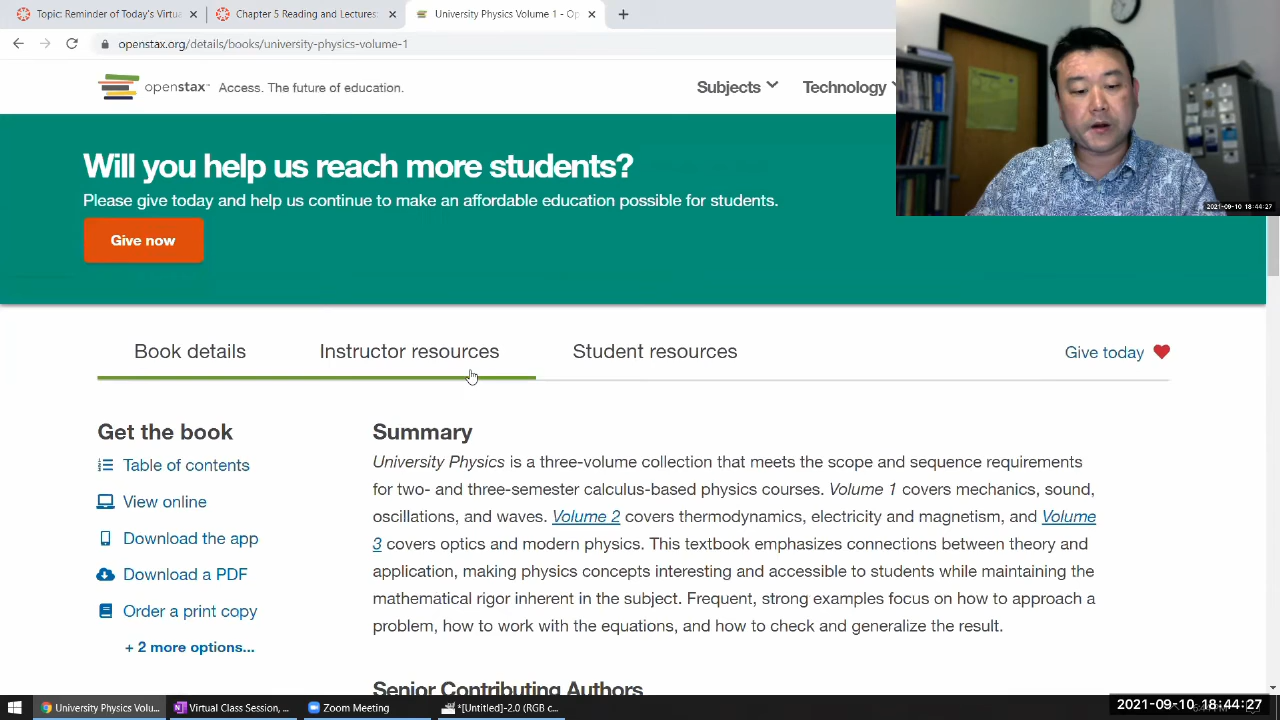 Topic: Reminder of Today's Virtu
Chapter 5 Reading and Lectures
University Physics Volume 1 - Op
openstax.org/details/books/university-physics-volume-1
openstax™ Access. The future of education.
Subjects
Technology
2021-09-10 18:44:27
Will you help us reach more students?
Please give today and help us continue to make an affordable education possible for students.
Give now
Book details
Instructor resources
Student resources
Give today
Get the book
Table of contents
View online
Download the app
Download a PDF
Order a print copy
+ 2 more options...
Summary
University Physics is a three-volume collection that meets the scope and sequence requirements
for two- and three-semester calculus-based physics courses. Volume 1 covers mechanics, sound,
oscillations, and waves. Volume 2 covers thermodynamics, electricity and magnetism, and Volume
3 covers optics and modern physics. This textbook emphasizes connections between theory and
application, making physics concepts interesting and accessible to students while maintaining the
mathematical rigor inherent in the subject. Frequent, strong examples focus on how to approach a
problem, how to work with the equations, and how to check and generalize the result.
Senior Contributing Authors
University Physics Volu...
Virtual Class Session, ...
Zoom Meeting
*[Untitled]-2.0 (RGB c...
2021-09-10 18:44:27